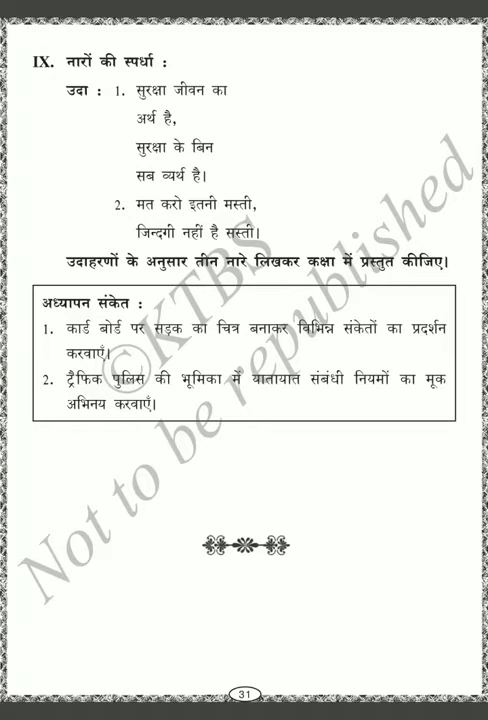 IX. नारों की स्पर्धा :
उदा : 1. सुरक्षा जीवन का
अर्थ है,
सुरक्षा के बिन
सब व्यर्थ है।
2. मत करो इतनी मस्ती,
जिन्दगी नहीं है सस्ती।
उदाहरणों के अनुसार तीन नारे लिखकर कक्षा में प्रस्तुत कीजिए।
अध्यापन संकेत :
1. कार्ड बोर्ड पर सड़क का चित्र बनाकर विभिन्न संकेतों का प्रदर्शन
करवाएँ।
2. ट्रैफिक पुलिस की भूमिका में यातायात संबंधी नियमों का मूक
अभिनय करवाएँ।
©KTBS
Not to be republished
31